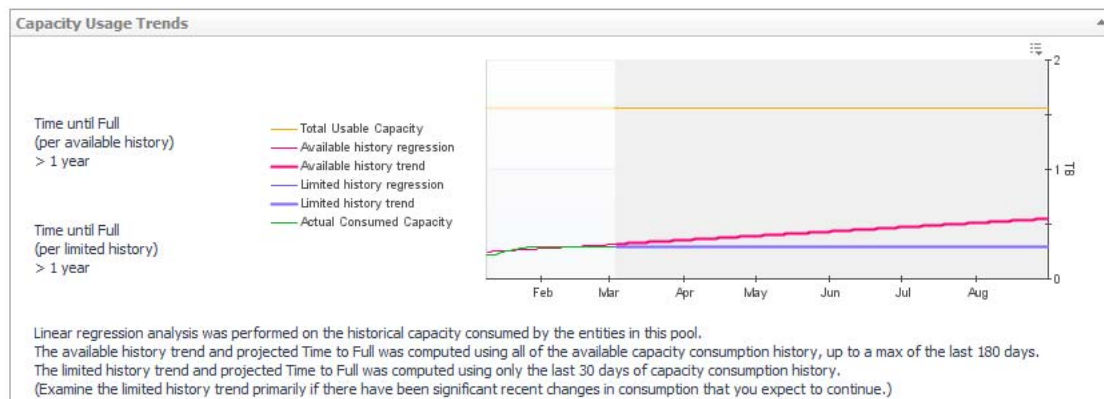 Capacity Usage Trends
Time until Full
(per available history)
> 1 year
Time until Full
(per limited history)
> 1 year
Total Usable Capacity
Available history regression
Available history trend
Limited history regression
Limited history trend
Actual Consumed Capacity
2
1
0
TB
Feb
Mar
Apr
May
Jun
Jul
Aug
Linear regression analysis was performed on the historical capacity consumed by the entities in this pool.
The available history trend and projected Time to Full was computed using all of the available capacity consumption history, up to a max of the last 180 days.
The limited history trend and projected Time to Full was computed using only the last 30 days of capacity consumption history.
(Examine the limited history trend primarily if there have been significant recent changes in consumption that you expect to continue.)